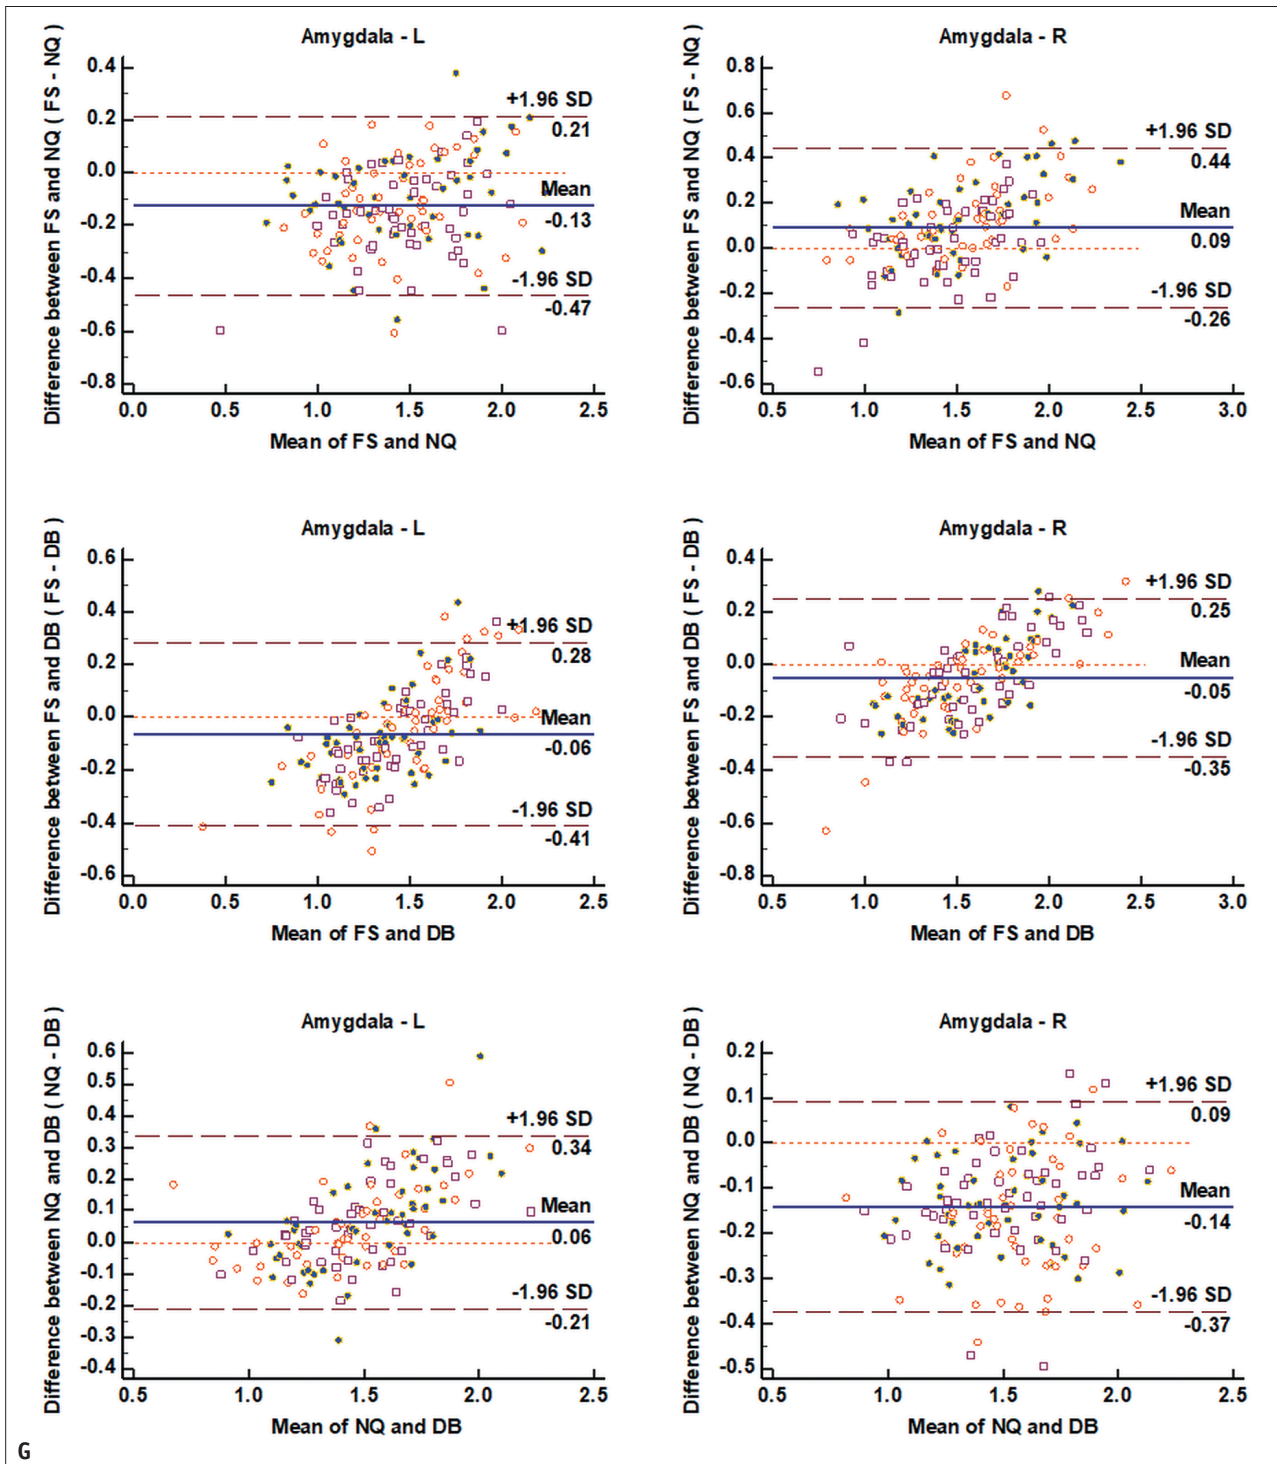 Amygdala - L
Difference between FS and NQ ( FS - NQ )
0.4
0.2
0.0
-0.2
-0.4
-0.6
-0.8
+1.96 SD
0.21
Mean
-0.13
-1.96 SD
-0.47
0.0 0.5 1.0 1.5 2.0 2.5
Mean of FS and NQ
Amygdala - R
Difference between FS and NQ ( FS - NQ )
0.8
0.6
0.4
0.2
0.0
-0.2
-0.4
-0.6
+1.96 SD
0.44
Mean
0.09
-1.96 SD
-0.26
0.5 1.0 1.5 2.0 2.5 3.0
Mean of FS and NQ
Amygdala - L
Difference between FS and DB ( FS - DB )
0.6
0.4
0.2
0.0
-0.2
-0.4
-0.6
+1.96 SD
0.28
Mean
-0.06
-1.96 SD
-0.41
0.0 0.5 1.0 1.5 2.0 2.5
Mean of FS and DB
Amygdala - R
Difference between FS and DB ( FS - DB )
0.4
0.2
0.0
-0.2
-0.4
-0.6
-0.8
+1.96 SD
0.25
Mean
-0.05
-1.96 SD
-0.35
0.5 1.0 1.5 2.0 2.5 3.0
Mean of FS and DB
Amygdala - L
Difference between NQ and DB ( NQ - DB )
0.6
0.5
0.4
0.3
0.2
0.1
0.0
-0.1
-0.2
-0.3
-0.4
+1.96 SD
0.34
Mean
0.06
-1.96 SD
-0.21
0.5 1.0 1.5 2.0 2.5
Mean of NQ and DB
Amygdala - R
Difference between NQ and DB ( NQ - DB )
0.2
0.1
0.0
-0.1
-0.2
-0.3
-0.4
-0.5
+1.96 SD
0.09
Mean
-0.14
-1.96 SD
-0.37
0.5 1.0 1.5 2.0 2.5
Mean of NQ and DB
G